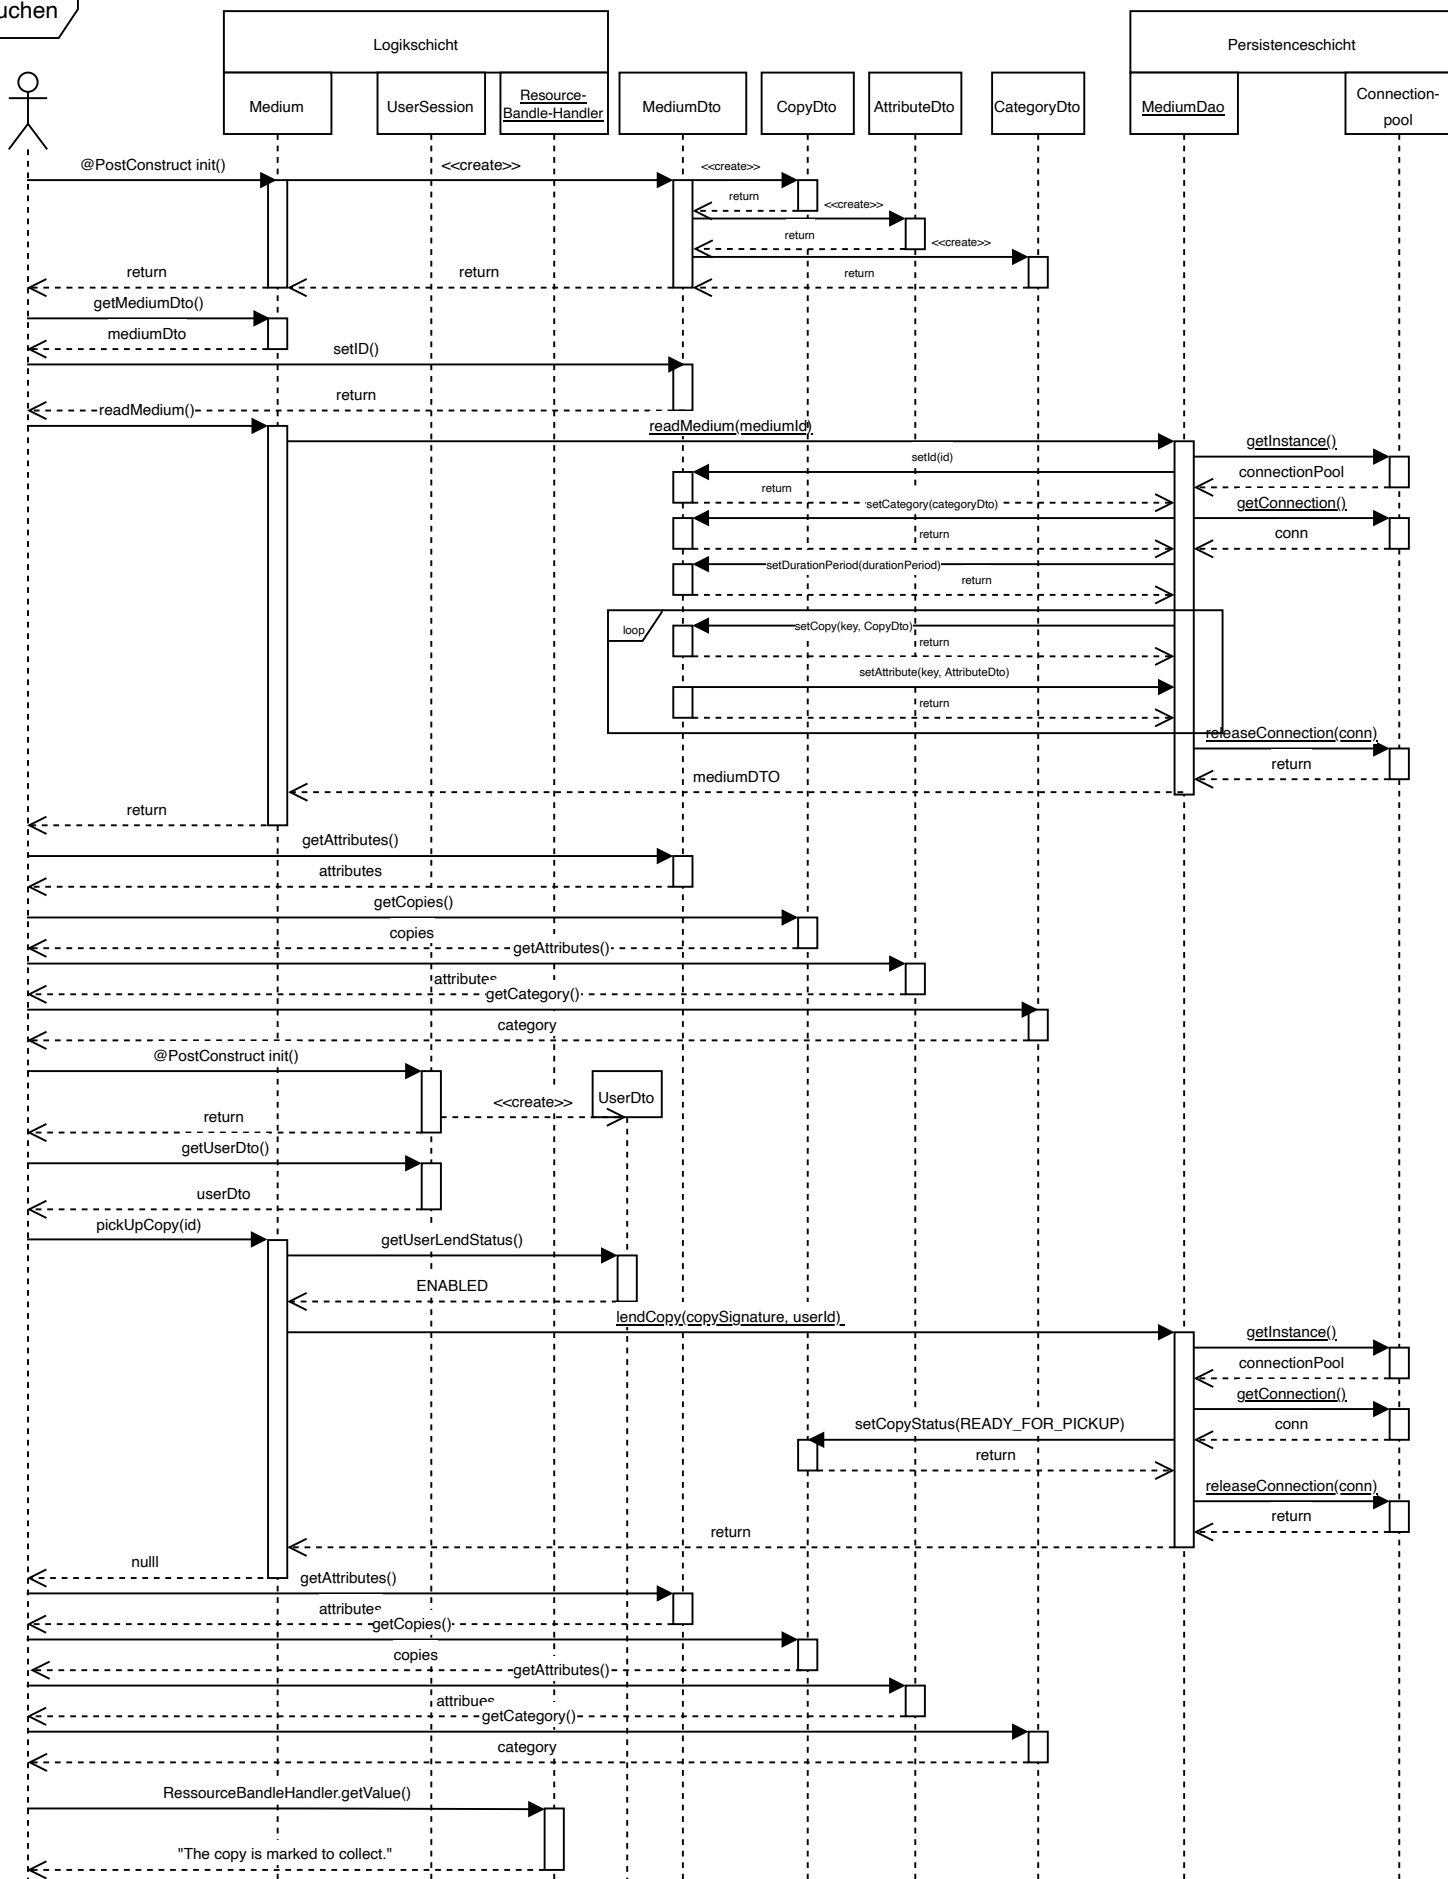 uchen
Logikschicht
Persistenceschicht
Medium
UserSession
Resource-
Bandle-Handler
MediumDto
CopyDto
AttributeDto
CategoryDto
MediumDao
Connection-
pool
@PostConstruct init()
<<create>>
<<create>>
return
<<create>>
return
<<create>>
return
return
return
getMediumDto()
mediumDto
setID()
return
readMedium()
readMedium(mediumId)
getInstance()
setId(id)
connectionPool
return
setCategory(categoryDto)
getConnection()
return
conn
setDurationPeriod(durationPeriod)
return
loop
setCopy(key, CopyDto)
return
setAttribute(key, AttributeDto)
return
releaseConnection(conn)
return
mediumDTO
return
getAttributes()
attributes
getCopies()
copies
getAttributes()
attributes
getCategory()
category
@PostConstruct init()
<<create>>
UserDto
return
getUserDto()
userDto
pickUpCopy(id)
getUserLendStatus()
ENABLED
lendCopy(copySignature, userId)
getInstance()
connectionPool
getConnection()
setCopyStatus(READY_FOR_PICKUP)
conn
return
releaseConnection(conn)
return
return
nulll
getAttributes()
attributes
getCopies()
copies
getAttributes()
attribues
getCategory()
category
RessourceBandleHandler.getValue()
"The copy is marked to collect."